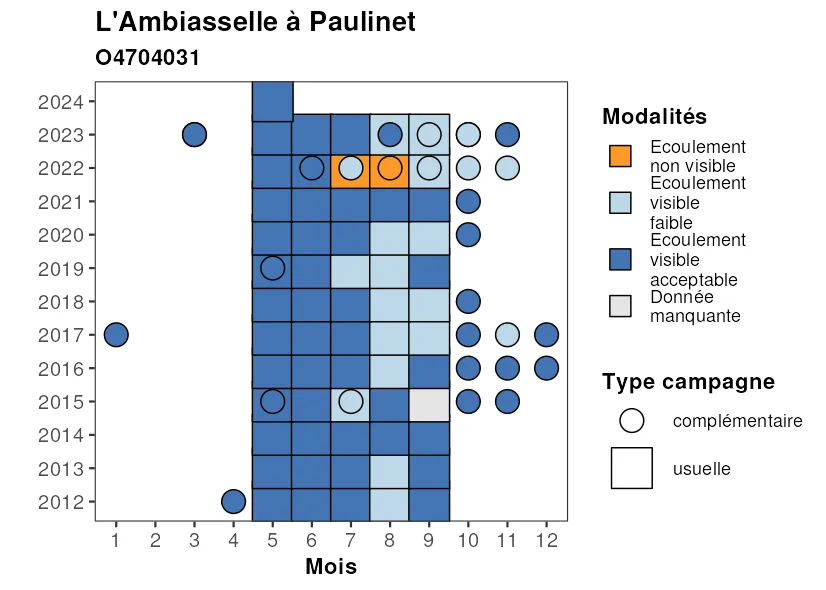 L'Ambiasselle à Paulinet
O4704031
2024
2023
2022
2021
2020
2019
2018
2017
2016
2015
2014
2013
2012
1 2 3 4 5 6 7 8 9 10 11 12
Mois
Modalités
Ecoulement
non visible
Ecoulement
visible
faible
Ecoulement
visible
acceptable
Donnée
manquante
Type campagne
complémentaire
usuelle